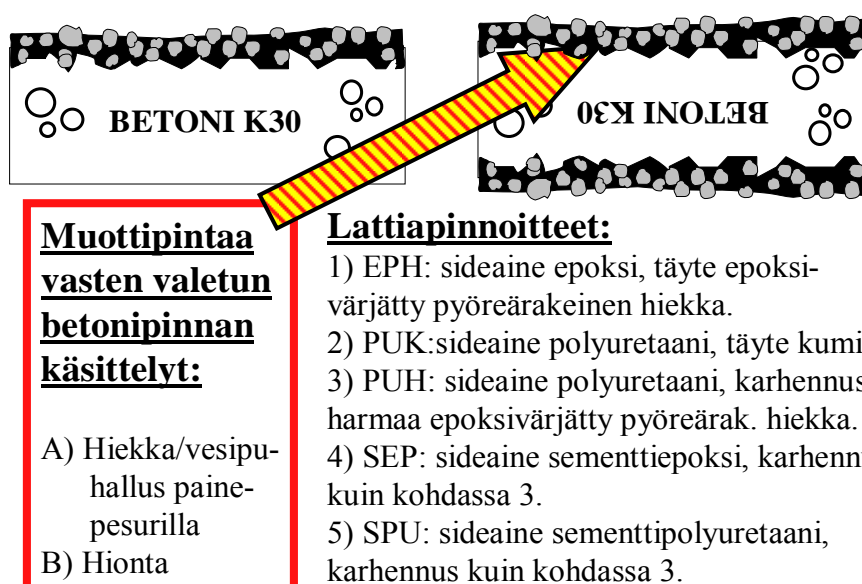 BETONI K30
BETONI K30
Muottipintaa
vasten valetun
betonipinnan
käsittelyt:
A) Hiekka/vesipu-
hallus paine-
pesurilla
B) Hionta
Lattiapinnoitteet:
1) EPH: sideaine epoksi, täyte epoksi-
värjätty pyöreärakeinen hiekka.
2) PUK:sideaine polyuretaani, täyte kumi
3) PUH: sideaine polyuretaani, karhennus
harmaa epoksivärjätty pyöreärak. hiekka.
4) SEP: sideaine sementtiepoksi, karhennu
kuin kohdassa 3.
5) SPU: sideaine sementtipolyuretaani,
karhennus kuin kohdassa 3.